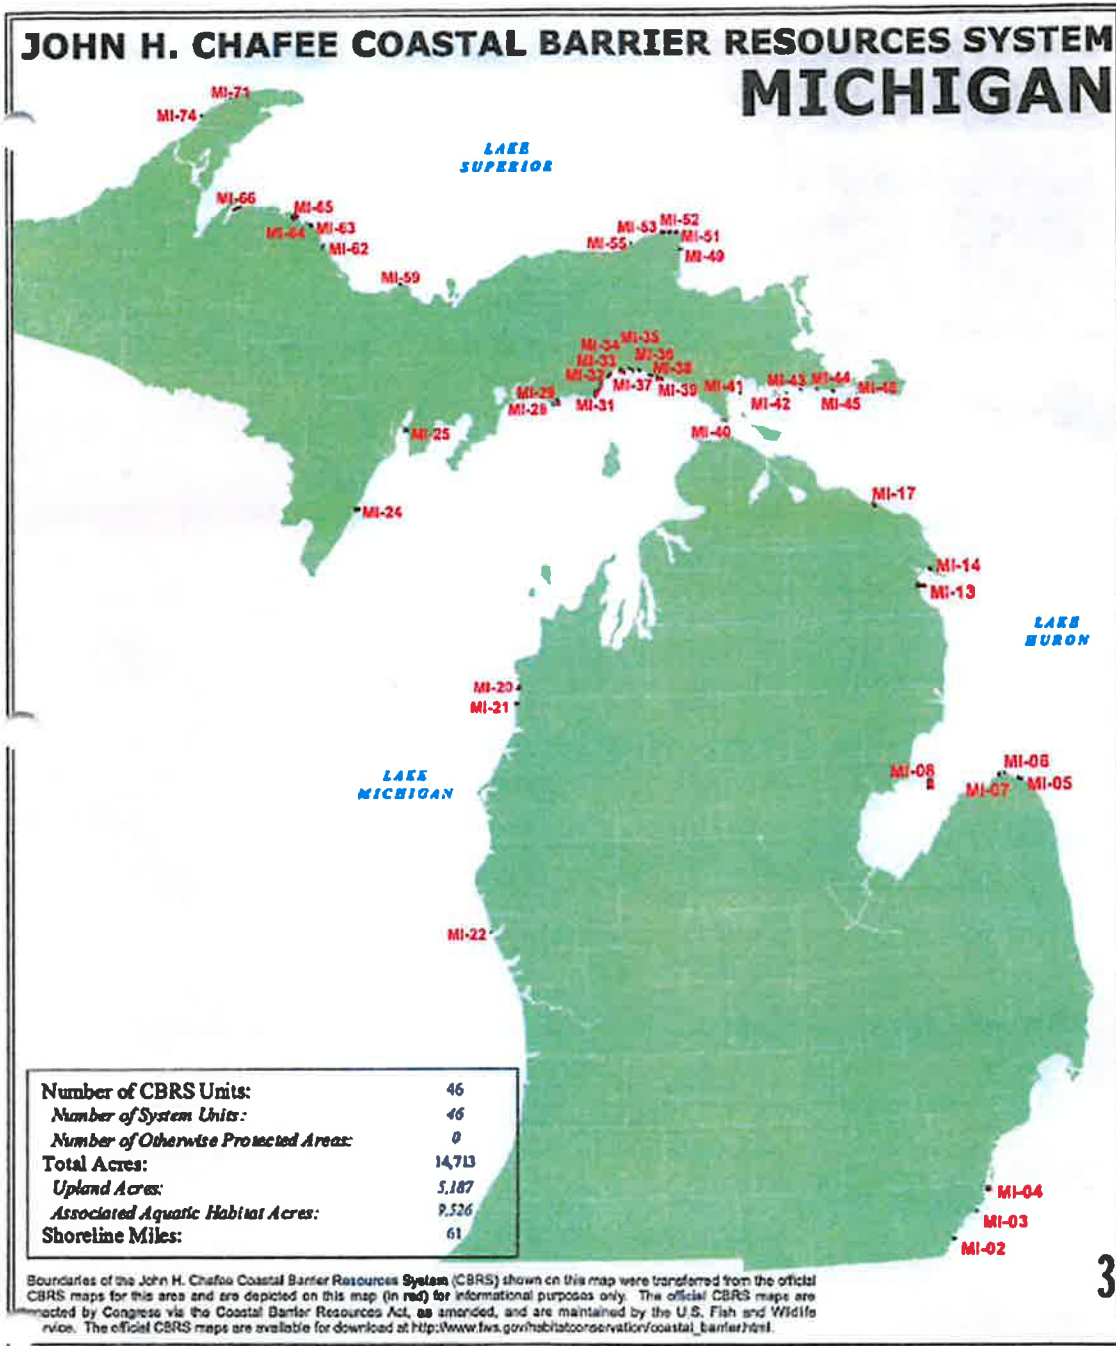 JOHN H. CHAFEE COASTAL BARRIER RESOURCES SYSTEM
MICHIGAN
MI-71
MI-74
LAKE
SUPERIOR
MI-66
MI-65
MI-63
MI-64
MI-62
MI-59
MI-52
MI-53
MI-51
MI-55
MI-49
MI-35
MI-34
MI-36
MI-33
MI-38
MI-32
MI-37
MI-39
MI-31
MI-29
MI-28
MI-41
MI-43
MI-44
MI-46
MI-42
MI-45
MI-40
MI-25
MI-24
MI-17
MI-14
MI-13
LAKE
HURON
MI-20
MI-21
LAKE
MICHIGAN
MI-08
MI-06
MI-07
MI-05
MI-22
Number of CBRS Units: 46
Number of System Units: 46
Number of Otherwise Protected Areas: 0
Total Acres: 14,713
Upland Acres: 5,187
Associated Aquatic Habitat Acres: 9,526
Shoreline Miles: 61
MI-04
MI-03
MI-02
3
Boundaries of the John H. Chafee Coastal Barrier Resources System (CBRS) shown on this map were transferred from the official
CBRS maps for this area and are depicted on this map (in red) for informational purposes only. The official CBRS maps are
enacted by Congress via the Coastal Barrier Resources Act, as amended, and are maintained by the U.S. Fish and Wildlife
rvice. The official CBRS maps are available for download at http://www.fws.gov/habitatconservation/coastal_barrier.html.